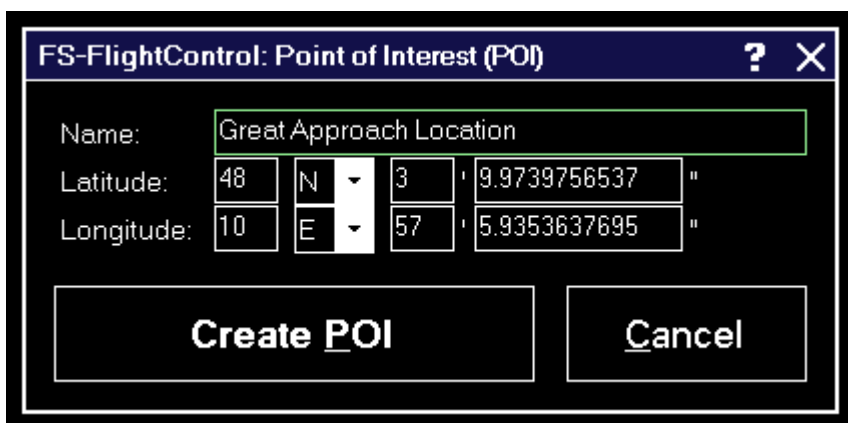 FS-FlightControl: Point of Interest (POI) ? X
Name: Great Approach Location
Latitude: 48 N 3 ' 9.9739756537 "
Longitude: 10 E 57 ' 5.9353637695 "
Create POI Cancel